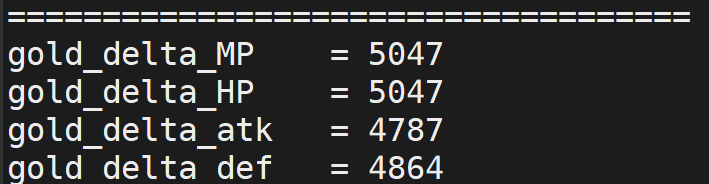 ====================================
gold_delta_MP    = 5047
gold_delta_HP    = 5047
gold_delta_atk   = 4787
gold_delta_def   = 4864